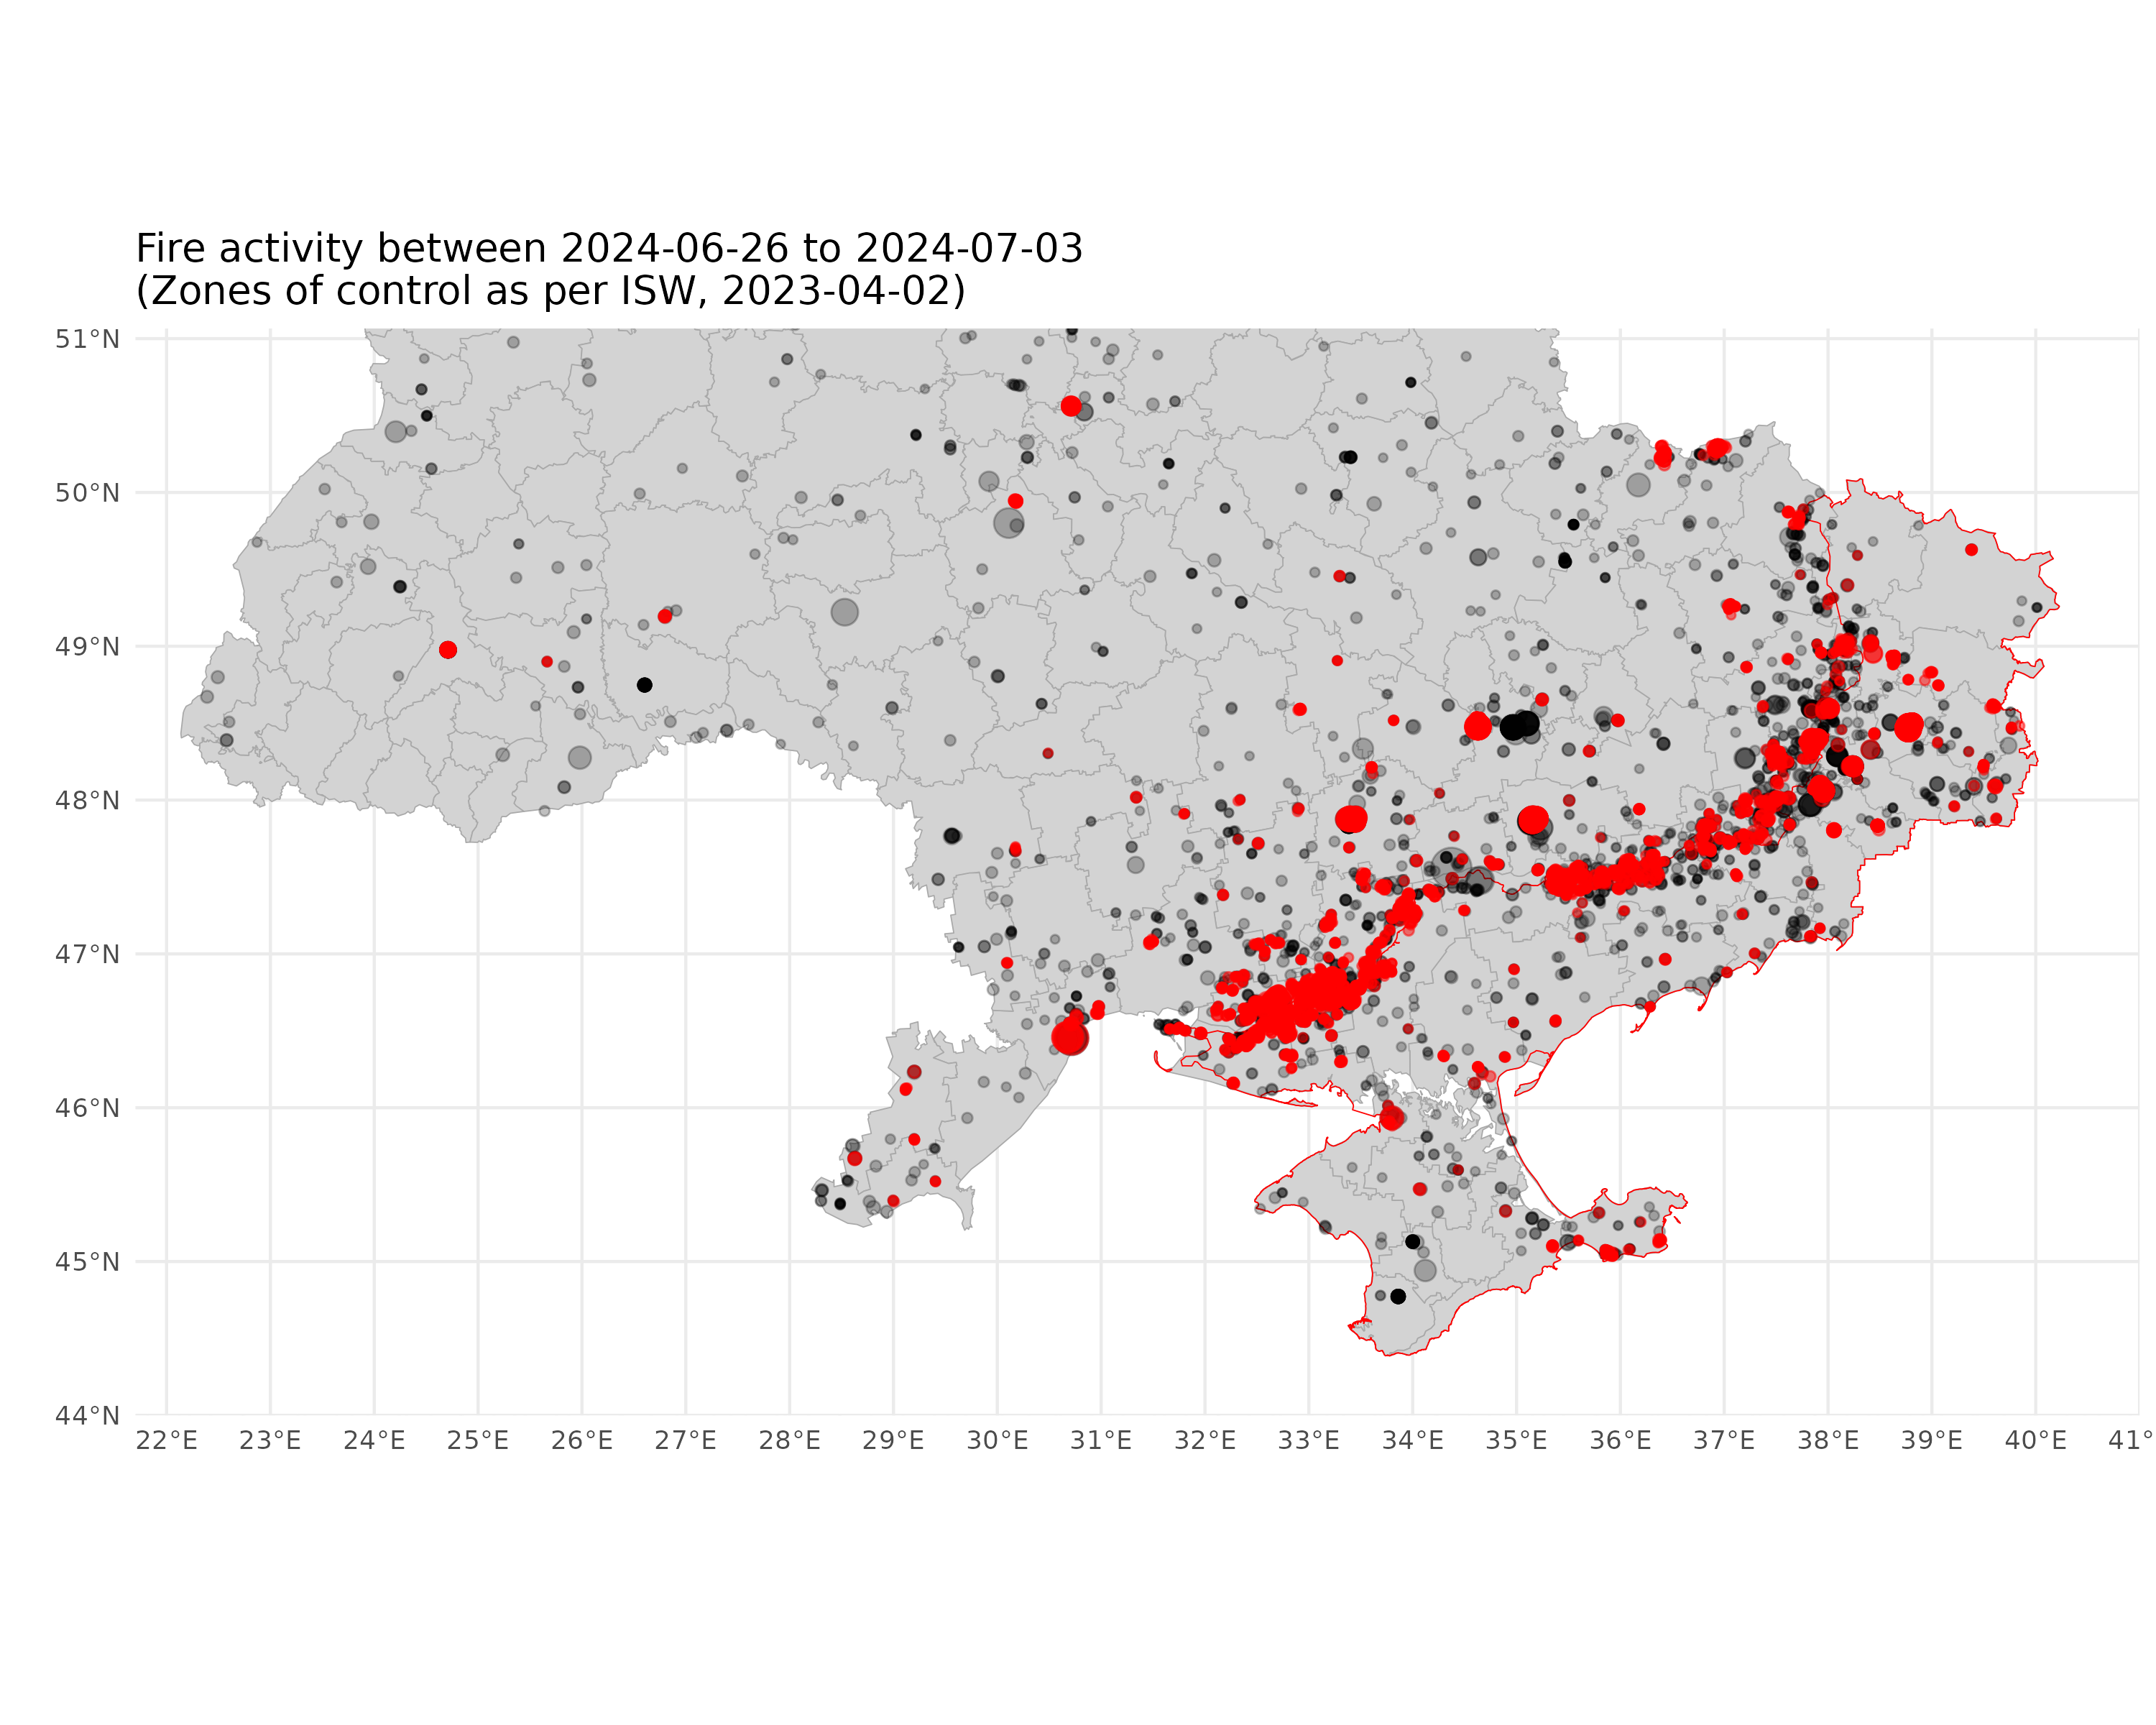 Fire activity between 2024-06-26 to 2024-07-03
(Zones of control as per ISW, 2023-04-02)
51°N
50°N
49°N
48°N
47°N
46°N
45°N
44°N
22°E 23°E 24°E 25°E 26°E 27°E 28°E 29°E 30°E 31°E 32°E 33°E 34°E 35°E 36°E 37°E 38°E 39°E 40°E 41°